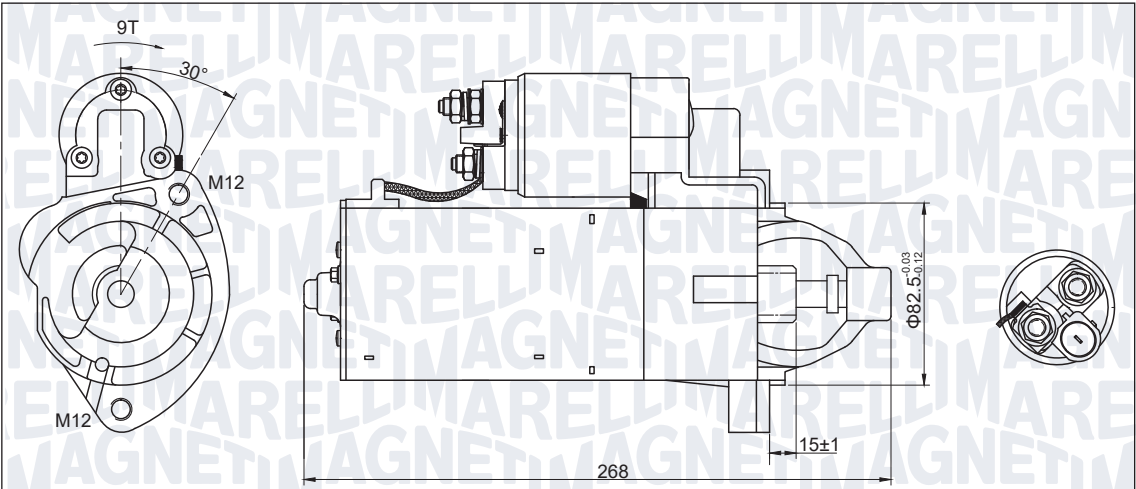 9T
30°
M12
M12
Φ82.5 -0.03 -0.12
15±1
268
MAGNETI MARELLI